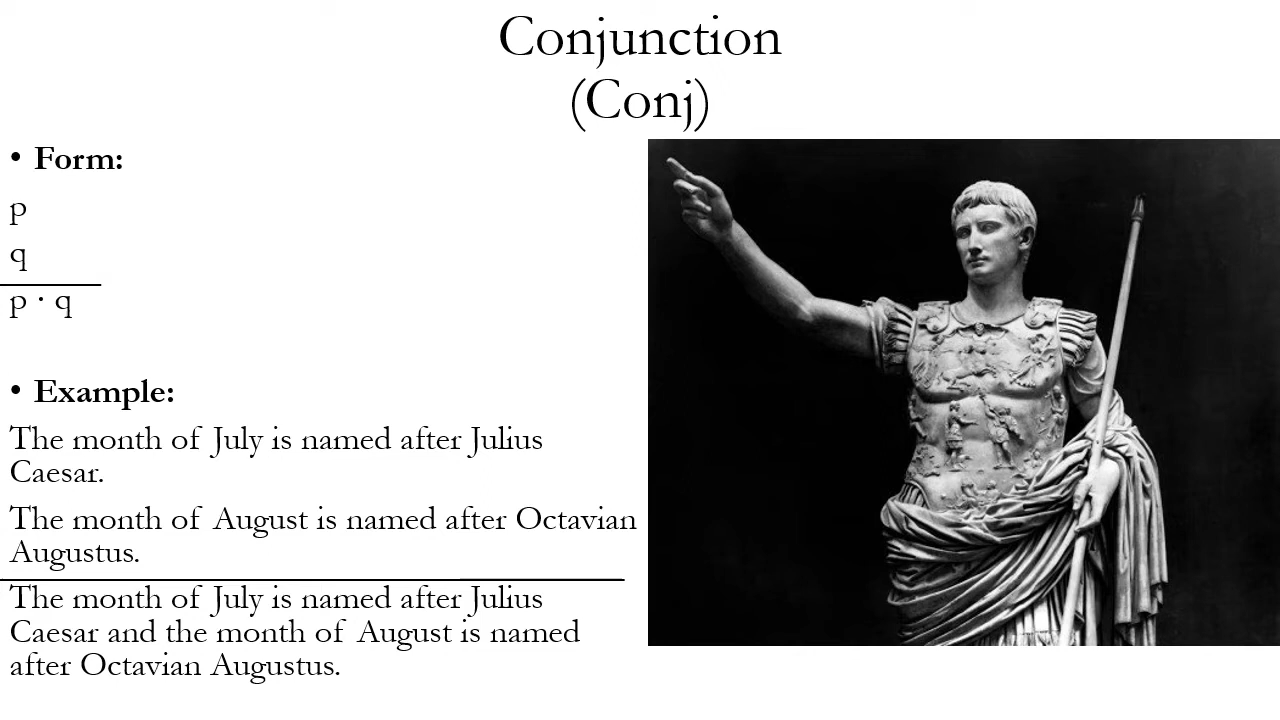 Conjunction
(Conj)
• Form:
p
q
p · q
• Example:
The month of July is named after Julius
Caesar.
The month of August is named after Octavian
Augustus.
The month of July is named after Julius
Caesar and the month of August is named
after Octavian Augustus.